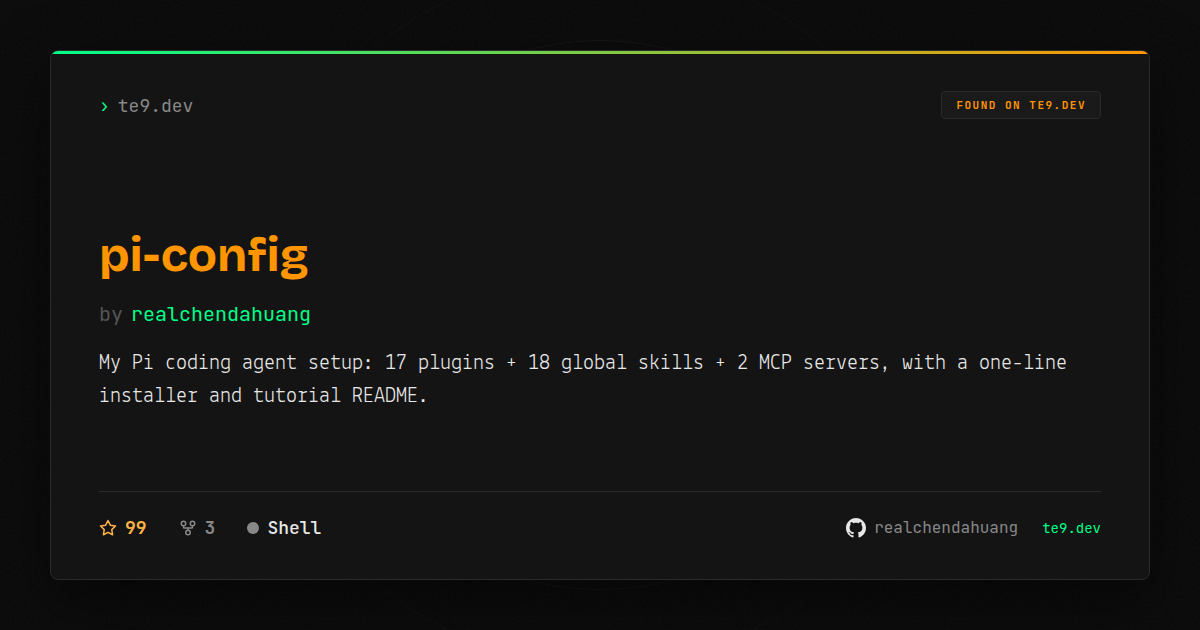 › te9.dev
FOUND ON TE9.DEV
pi-config
by realchendahuang
My Pi coding agent setup: 17 plugins + 18 global skills + 2 MCP servers, with a one-line
installer and tutorial README.
99 3 Shell
realchendahuang te9.dev